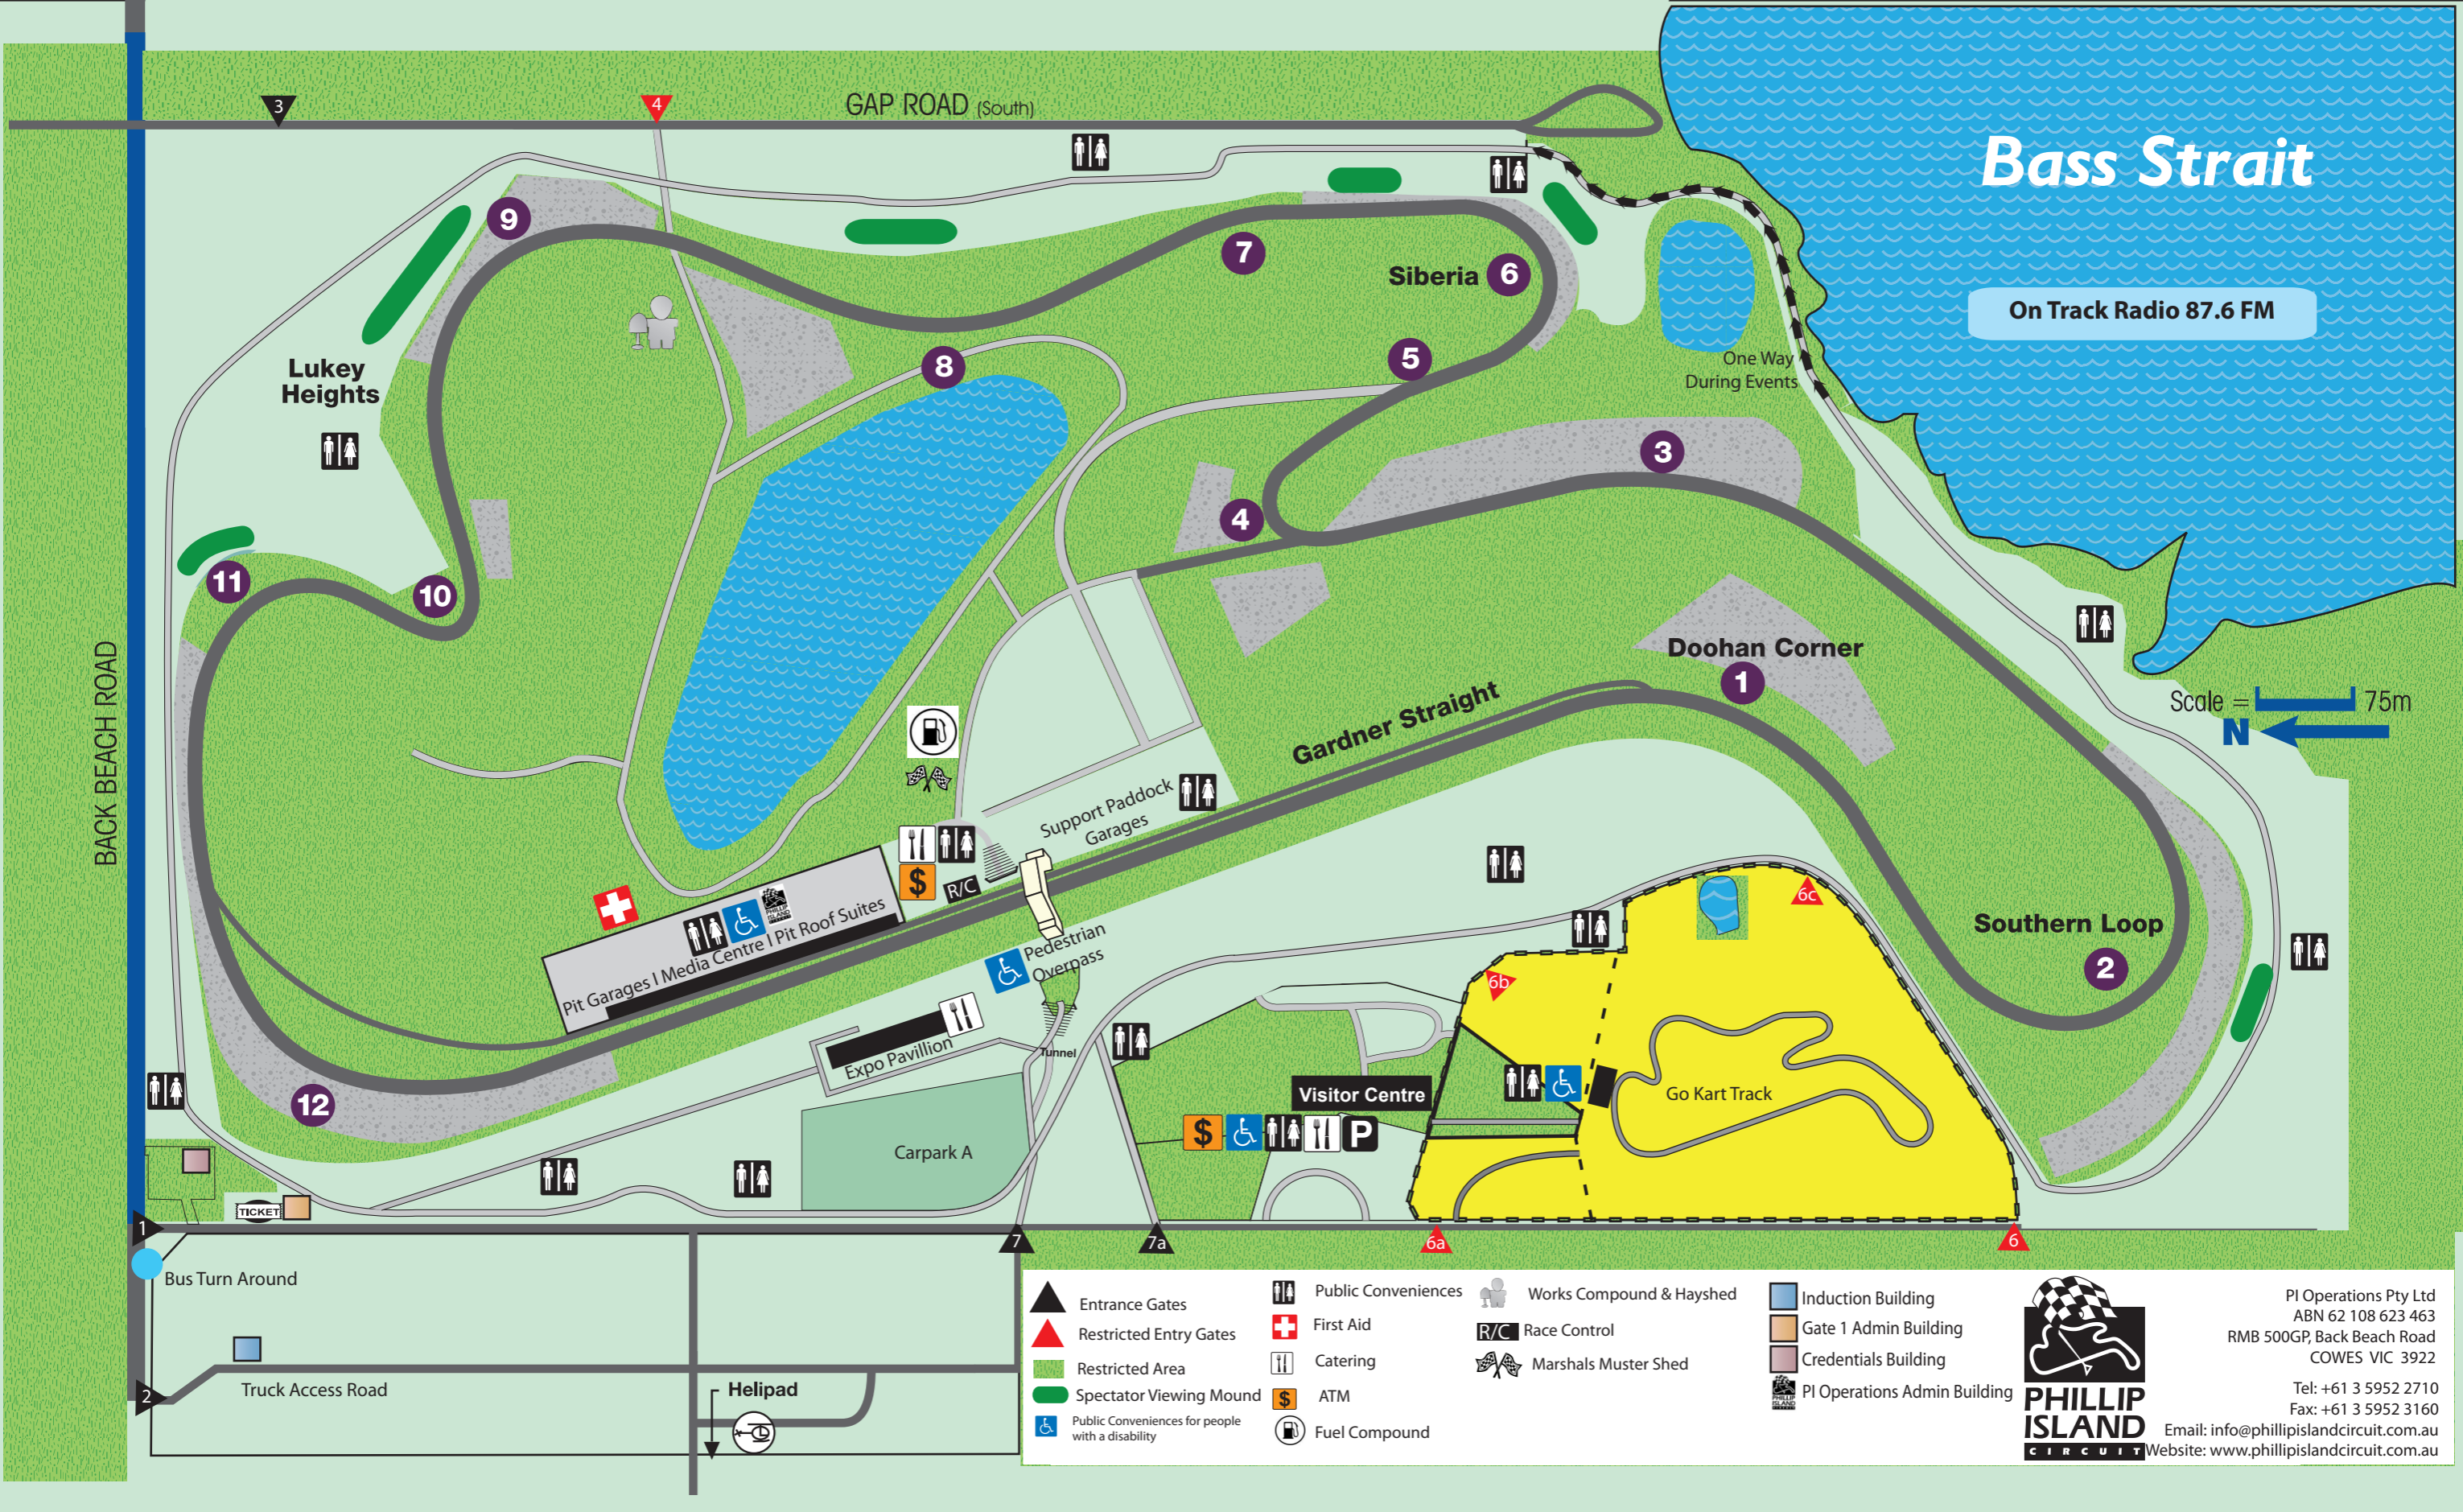 3
4
GAP ROAD (South)
Bass Strait
9
7
Siberia
6
On Track Radio 87.6 FM
One Way
During Events
5
8
Lukey
Heights
3
4
11
10
BACK BEACH ROAD
Doohan Corner
1
Scale =
75m
N
Gardner Straight
Support Paddock
Garages
$
R/C
PHILLIP
ISLAND
Pit Garages I Media Centre I Pit Roof Suites
Pedestrian
Overpass
6c
Southern Loop
2
6b
Expo Pavillion
Tunnel
12
Visitor Centre
Go Kart Track
$
P
Carpark A
TICKET
1
7
7a
6a
6
Bus Turn Around
2
Truck Access Road
Helipad
Entrance Gates
Restricted Entry Gates
Restricted Area
Spectator Viewing Mound
Public Conveniences for people
with a disability
Public Conveniences
First Aid
Catering
$
ATM
Fuel Compound
Works Compound & Hayshed
R/C
Race Control
Marshals Muster Shed
Induction Building
Gate 1 Admin Building
Credentials Building
PI Operations Admin Building
PHILLIP
ISLAND
CIRCUIT
PI Operations Pty Ltd
ABN 62 108 623 463
RMB 500GP, Back Beach Road
COWES VIC 3922
Tel: +61 3 5952 2710
Fax: +61 3 5952 3160
Email: info@phillipislandcircuit.com.au
Website: www.phillipislandcircuit.com.au